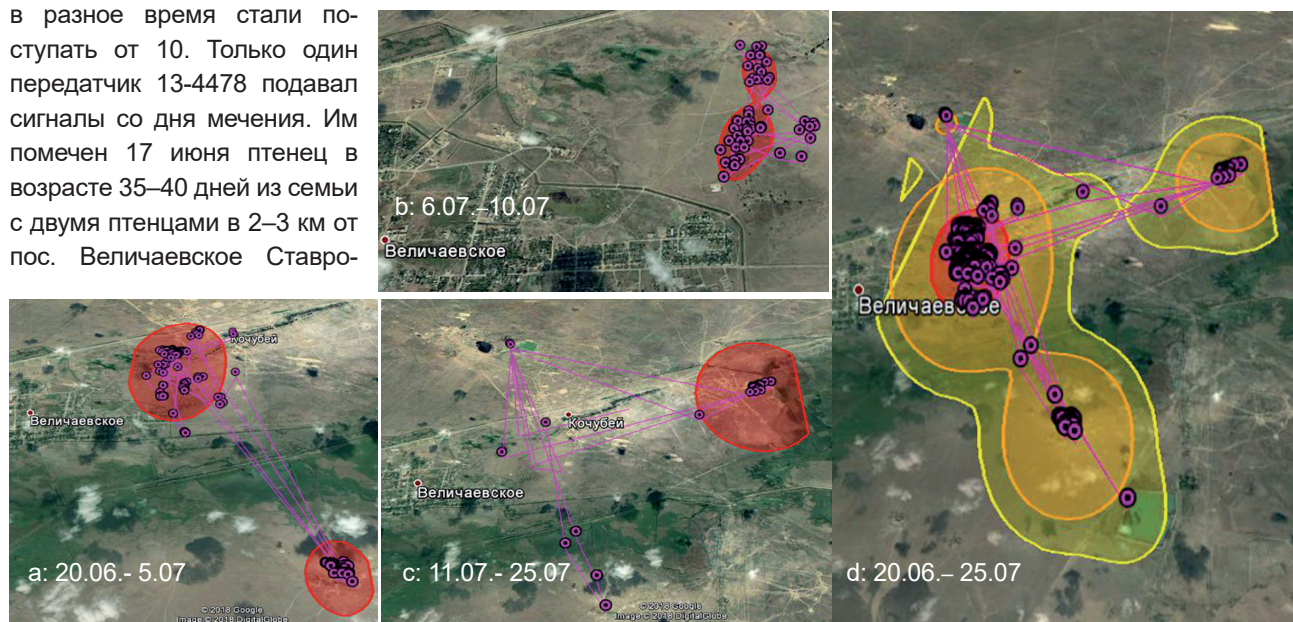 в разное время стали по-
ступать от 10. Только один
передатчик 13-4478 подавал
сигналы со дня мечения. Им
помечен 17 июня птенец в
возрасте 35–40 дней из семьи
с двумя птенцами в 2–3 км от
пос. Величаевское Ставро-
b: 6.07.–10.07
Величаевское
Величаевское
d: 20.06.– 25.07
Кочубей
Величаевское
a: 20.06.- 5.07
© 2018 Google
Image © 2018 DigitalGlobe
Кочубей
Величаевское
c: 11.07.- 25.07
© 2018 Google
Image © 2018 DigitalGlobe